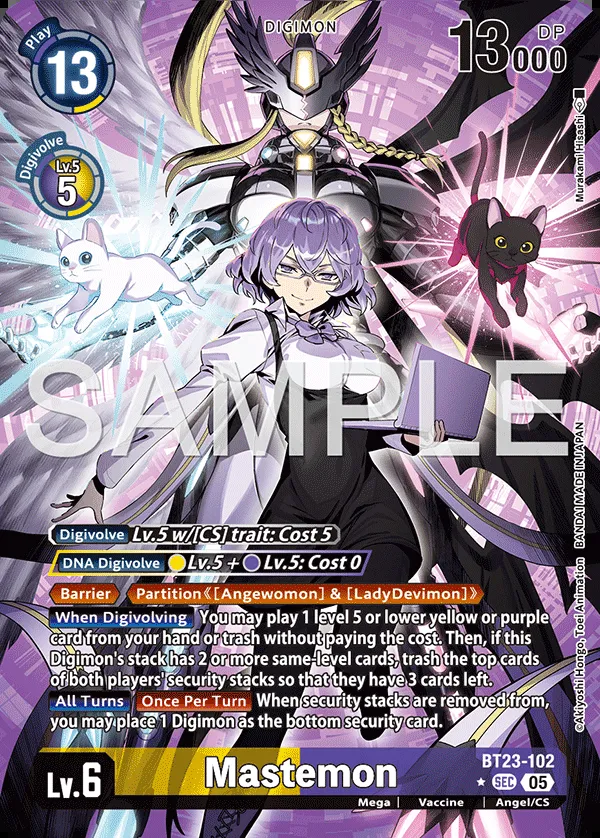 Play
13
DIGIMON
13000
DP
Digivolve
Lv.5
5
Murakami Hisashi
SAMPLE
Digivolve Lv.5 w/[CS] trait: Cost 5
DNA Digivolve Lv.5 + Lv.5: Cost 0
Barrier Partition《[Angewomon] & [LadyDevimon]》
When Digivolving You may play 1 level 5 or lower yellow or purple
card from your hand or trash without paying the cost. Then, if this
Digimon's stack has 2 or more same-level cards, trash the top cards
of both players' security stacks so that they have 3 cards left.
All Turns Once Per Turn When security stacks are removed from,
you may place 1 Digimon as the bottom security card.
©Akiyoshi Hongo, Toei Animation BANDAI MADE IN JAPAN
Lv.6
Mastemon
BT23-102
SEC 05
Mega | Vaccine | Angel/CS